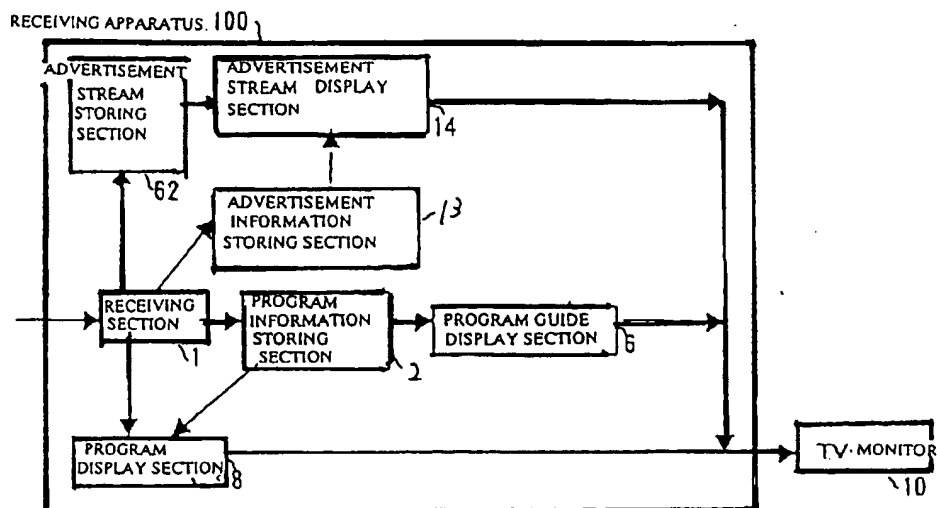 RECEIVING APPARATUS. 100
ADVERTISEMENT
STREAM
STORING
SECTION
62
ADVERTISEMENT
STREAM DISPLAY
SECTION
14
ADVERTISEMENT
INFORMATION
STORING SECTION
13
RECEIVING
SECTION
1
PROGRAM
INFORMATION
STORING
SECTION
2
PROGRAM GUIDE
DISPLAY SECTION
6
PROGRAM
DISPLAY SECTION
8
T.V. MONITOR
10